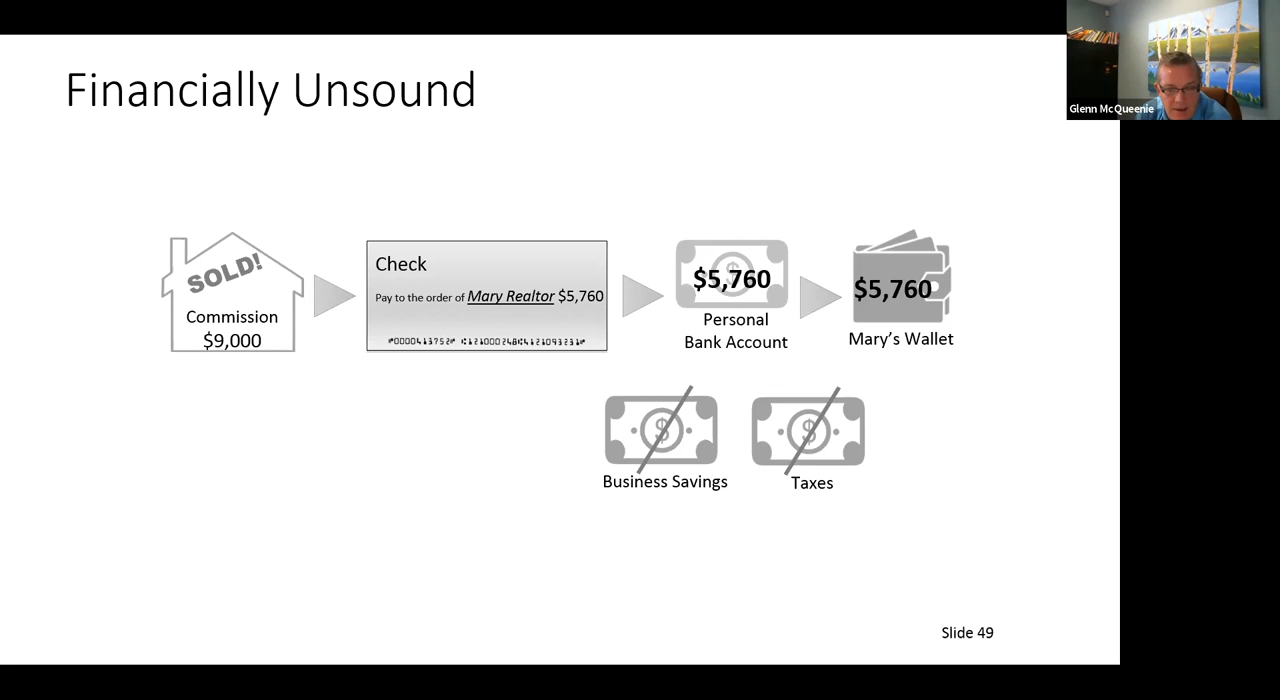 Financially Unsound
Glenn McQueenie
SOLD!
Commission
$9,000
Check
Pay to the order of Mary Realtor $5,760
$5,760
Personal
Bank Account
$5,760
Mary's Wallet
Business Savings
Taxes
Slide 49